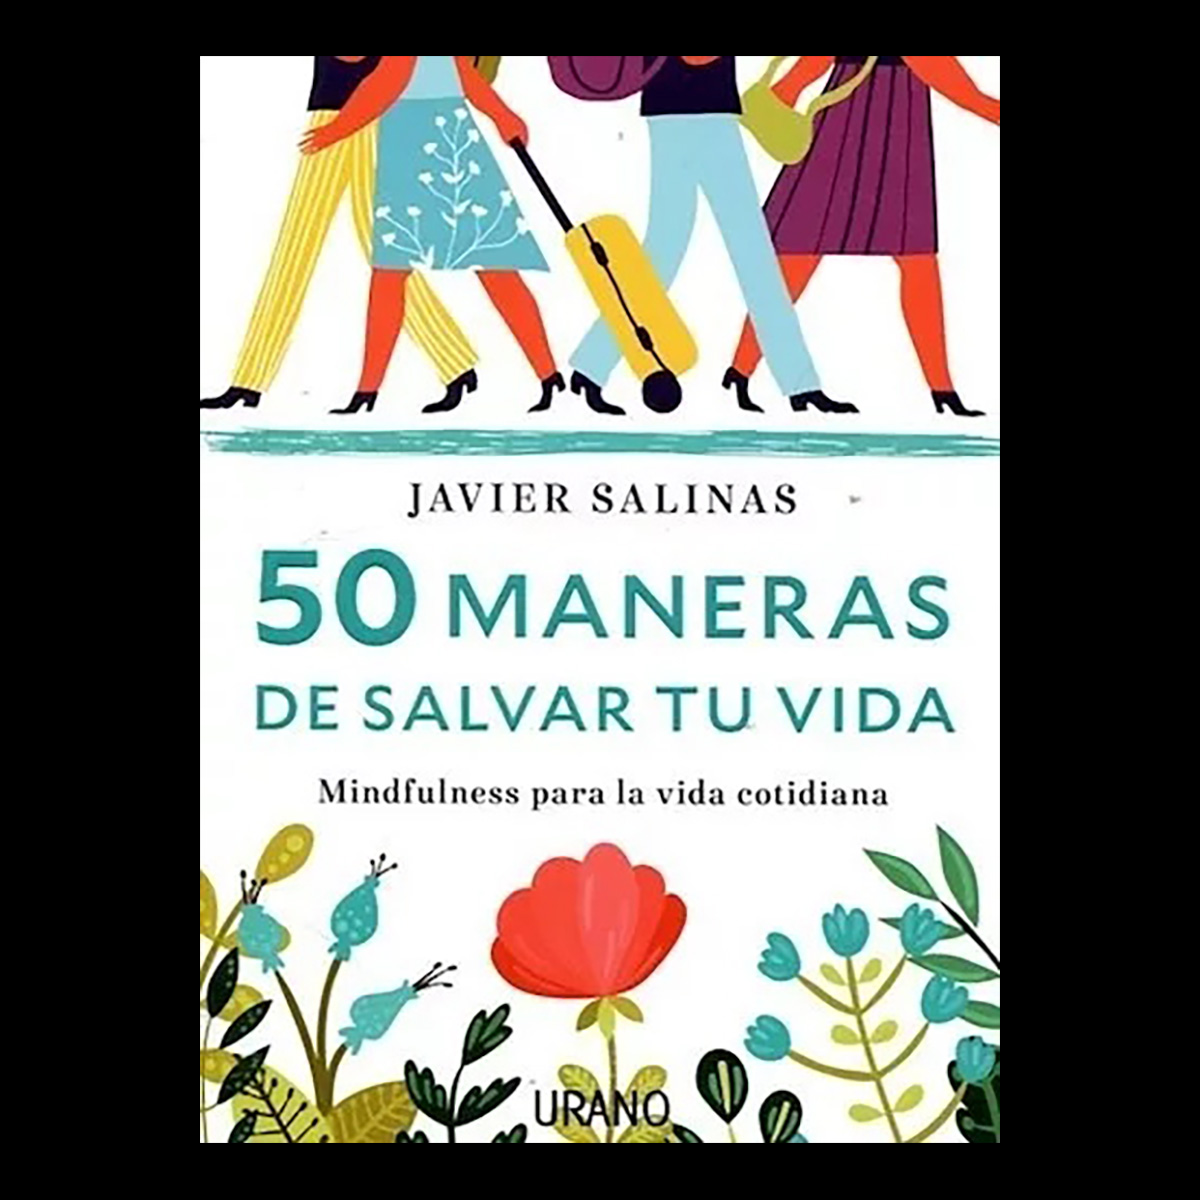 JAVIER SALINAS
50 MANERAS
DE SALVAR TU VIDA
Mindfulness para la vida cotidiana
URANO